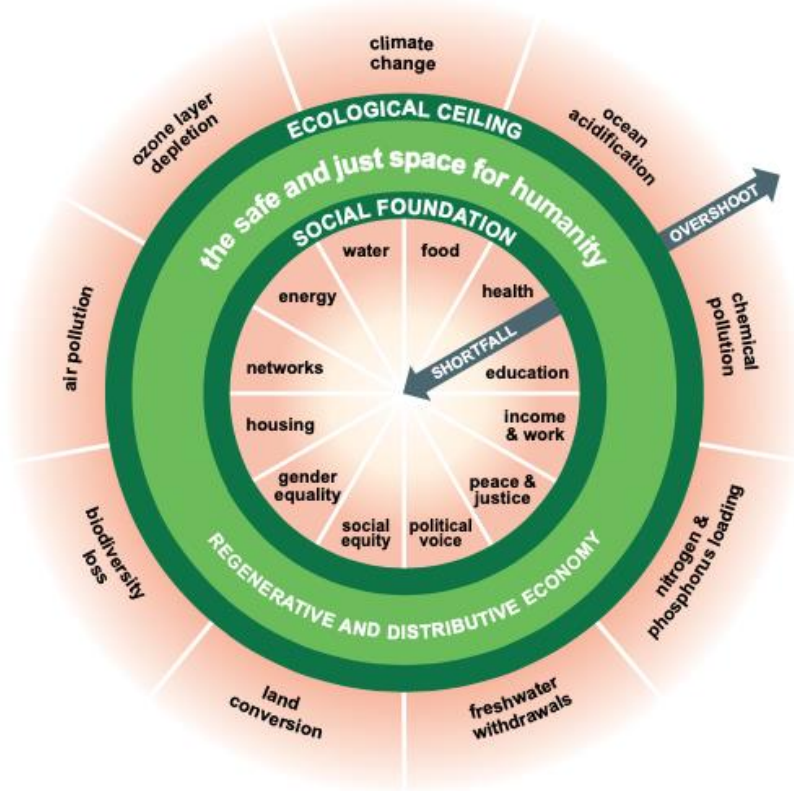 climate
change
ocean
acidification
chemical
pollution
nitrogen &
phosphorus loading
freshwater
withdrawals
land
conversion
biodiversity
loss
air pollution
ozone layer
depletion
OVERSHOOT
ECOLOGICAL CEILING
the safe and just space for humanity
SOCIAL FOUNDATION
water
food
health
SHORTFALL
education
income
& work
peace &
justice
political
voice
social
equity
gender
equality
housing
networks
energy
REGENERATIVE AND DISTRIBUTIVE ECONOMY